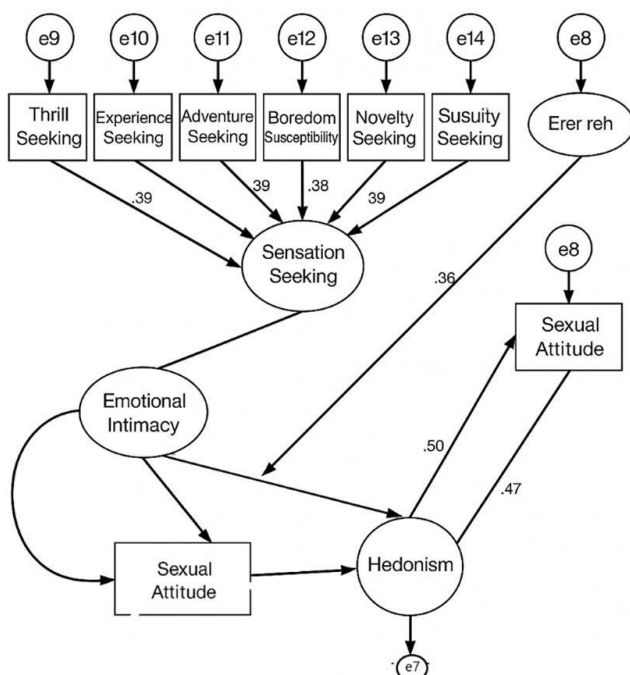 e9 e10 e11 e12 e13 e14 e8
Thrill Experience Adventure Boredom Novelty Susuity Erer reh
Seeking Seeking Seeking Susceptibility Seeking Seeking
.39 .39 .38 39
Sensation
Seeking
e8
.36
Sexual
Attitude
Emotional
Intimacy
.50
.47
Sexual
Attitude
Hedonism
e7